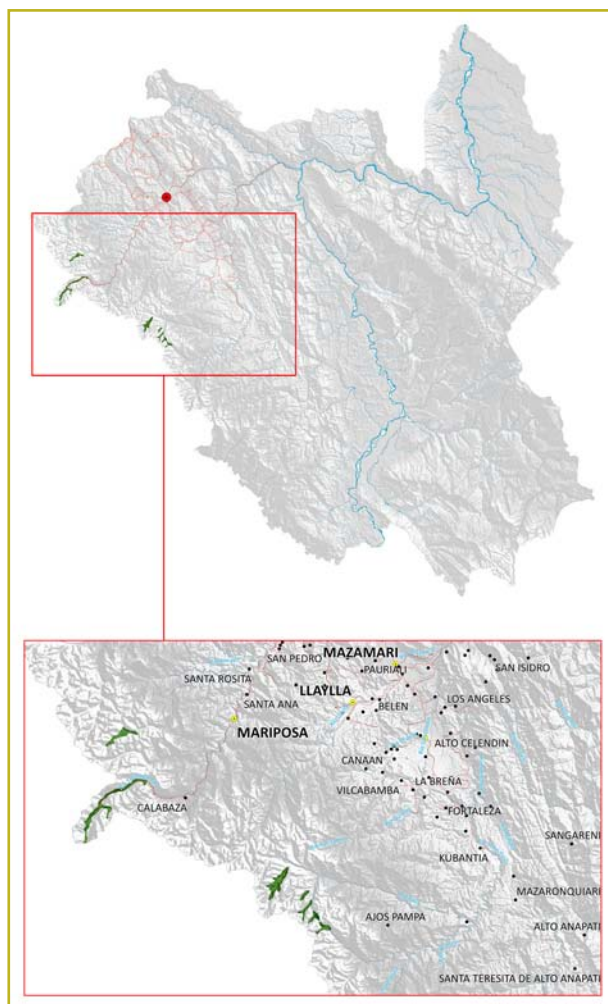 MAZAMARI
SAN PEDRO
PAURIALI
SAN ISIDRO
SANTA ROSITA
LLAYLLA
SANTA ANA
BELEN
LOS ANGELES
MARIPOSA
ALTO CELENDIN
CANAAN
LA BREÑA
VILCABAMBA
CALABAZA
FORTALEZA
SANGARENI
KUBANTIA
MAZARONQUIARI
AJOS PAMPA
ALTO ANAPATI
SANTA TERESITA DE ALTO ANAPATI